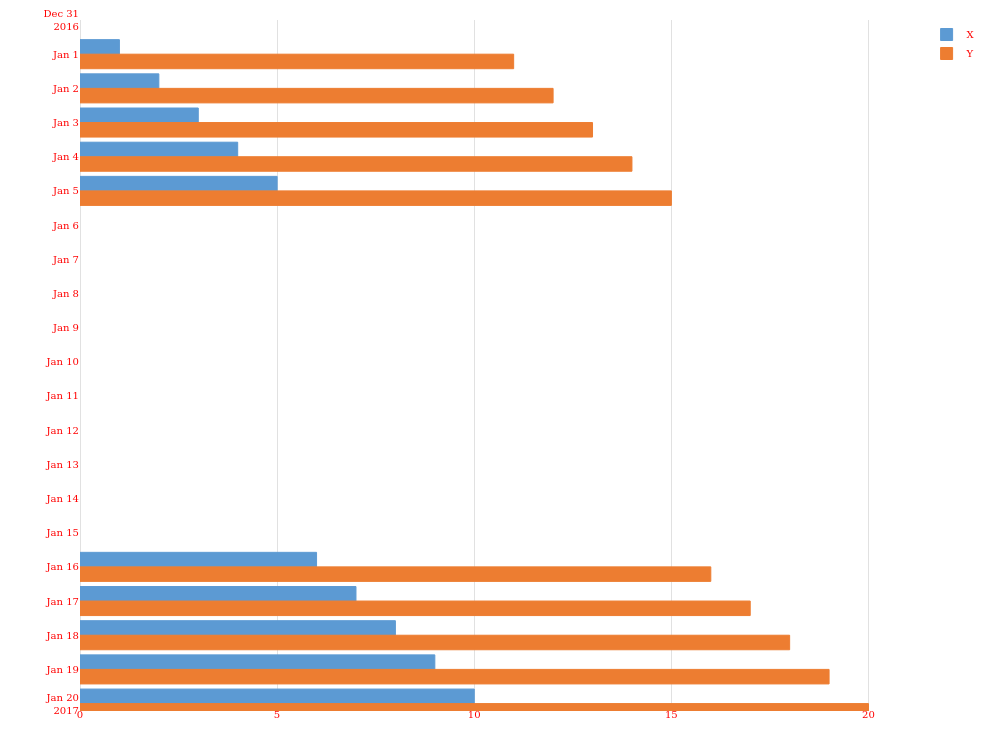 Dec 31
2016
X
Y
Jan 1
Jan 2
Jan 3
Jan 4
Jan 5
Jan 6
Jan 7
Jan 8
Jan 9
Jan 10
Jan 11
Jan 12
Jan 13
Jan 14
Jan 15
Jan 16
Jan 17
Jan 18
Jan 19
Jan 20
2017
0 5 10 15 20